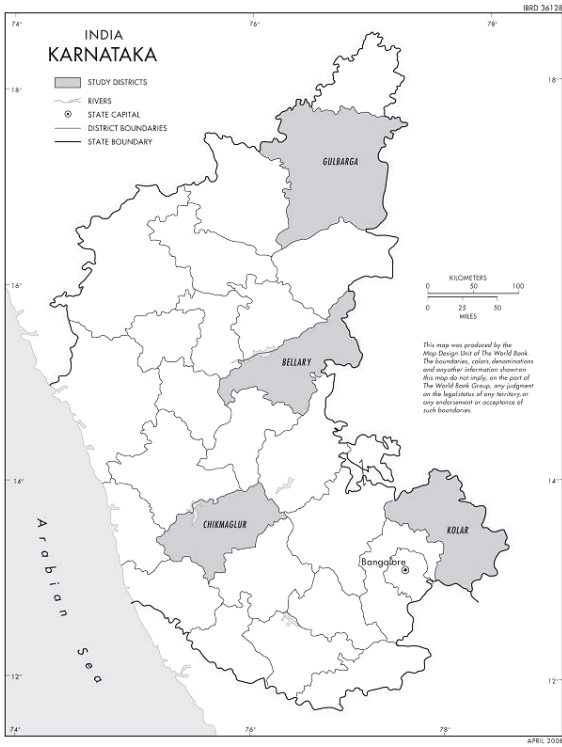 IBRD 36128
74°
76°
78°
INDIA
KARNATAKA
STUDY DISTRICTS
RIVERS
STATE CAPITAL
DISTRICT BOUNDARIES
STATE BOUNDARY
18°
18°
GULBARGA
16°
16°
KILOMETERS
0 50 100
0 25 50
MILES
This map was produced by the
Map Design Unit of The World Bank.
The boundaries, colors, denominations
and any other information shown on
this map do not imply, on the part of
The World Bank Group, any judgment
on the legal status of any territory, or
any endorsement or acceptance of
such boundaries.
BELLARY
14°
14°
CHIKMAGLUR
KOLAR
Bangalore
Arabian Sea
12°
12°
74°
76°
78°
APRIL 2008